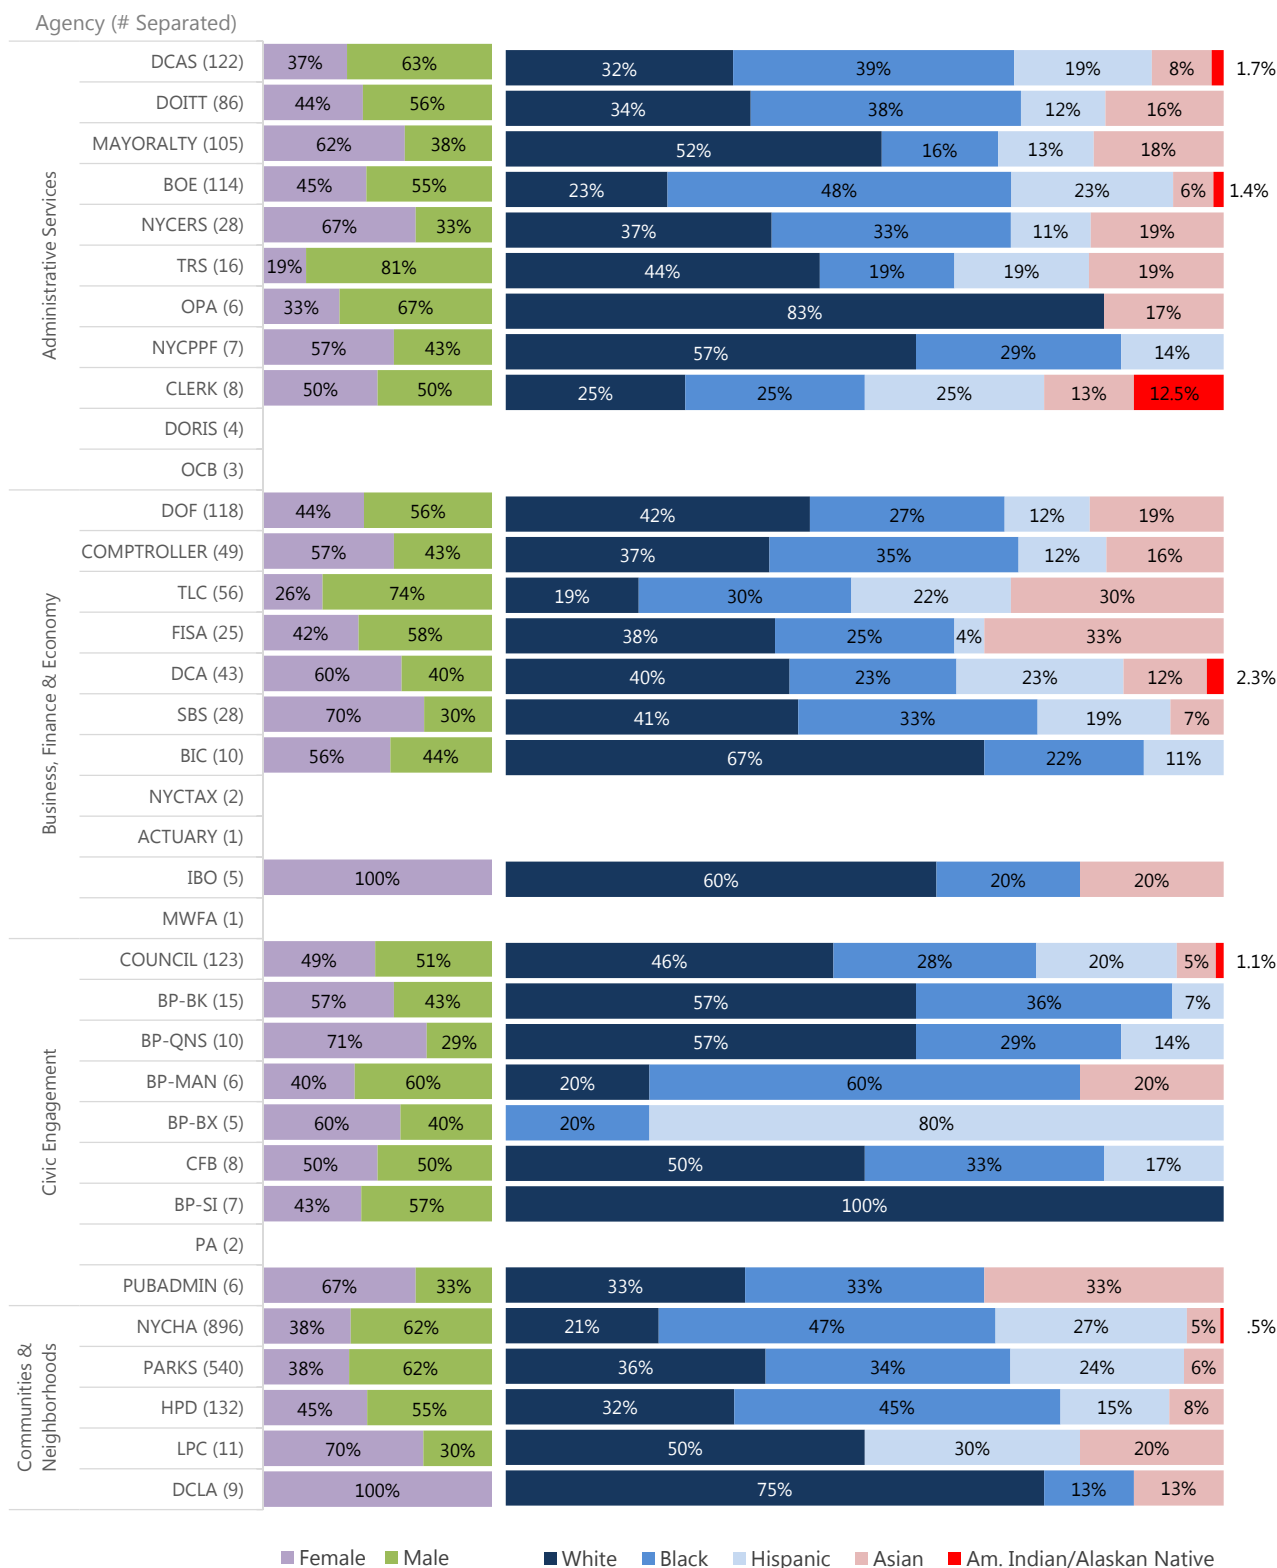 Agency (# Separated)
Administrative Services
DCAS (122) 37% 63% 32% 39% 19% 8% 1.7%
DOITT (86) 44% 56% 34% 38% 12% 16%
MAYORALTY (105) 62% 38% 52% 16% 13% 18%
BOE (114) 45% 55% 23% 48% 23% 6% 1.4%
NYCERS (28) 67% 33% 37% 33% 11% 19%
TRS (16) 19% 81% 44% 19% 19% 19%
OPA (6) 33% 67% 83% 17%
NYCPPF (7) 57% 43% 57% 29% 14%
CLERK (8) 50% 50% 25% 25% 25% 13% 12.5%
DORIS (4)
OCB (3)
Business, Finance & Economy
DOF (118) 44% 56% 42% 27% 12% 19%
COMPTROLLER (49) 57% 43% 37% 35% 12% 16%
TLC (56) 26% 74% 19% 30% 22% 30%
FISA (25) 42% 58% 38% 25% 4% 33%
DCA (43) 60% 40% 40% 23% 23% 12% 2.3%
SBS (28) 70% 30% 41% 33% 19% 7%
BIC (10) 56% 44% 67% 22% 11%
NYCTAX (2)
ACTUARY (1)
IBO (5) 100% 60% 20% 20%
MWFA (1)
Civic Engagement
COUNCIL (123) 49% 51% 46% 28% 20% 5% 1.1%
BP-BK (15) 57% 43% 57% 36% 7%
BP-QNS (10) 71% 29% 57% 29% 14%
BP-MAN (6) 40% 60% 20% 60% 20%
BP-BX (5) 60% 40% 20% 80%
CFB (8) 50% 50% 50% 33% 17%
BP-SI (7) 43% 57% 100%
PA (2)
PUBADMIN (6) 67% 33% 33% 33% 33%
Communities &
Neighborhoods
NYCHA (896) 38% 62% 21% 47% 27% 5% .5%
PARKS (540) 38% 62% 36% 34% 24% 6%
HPD (132) 45% 55% 32% 45% 15% 8%
LPC (11) 70% 30% 50% 30% 20%
DCLA (9) 100% 75% 13% 13%
Female Male White Black Hispanic Asian Am. Indian/Alaskan Native